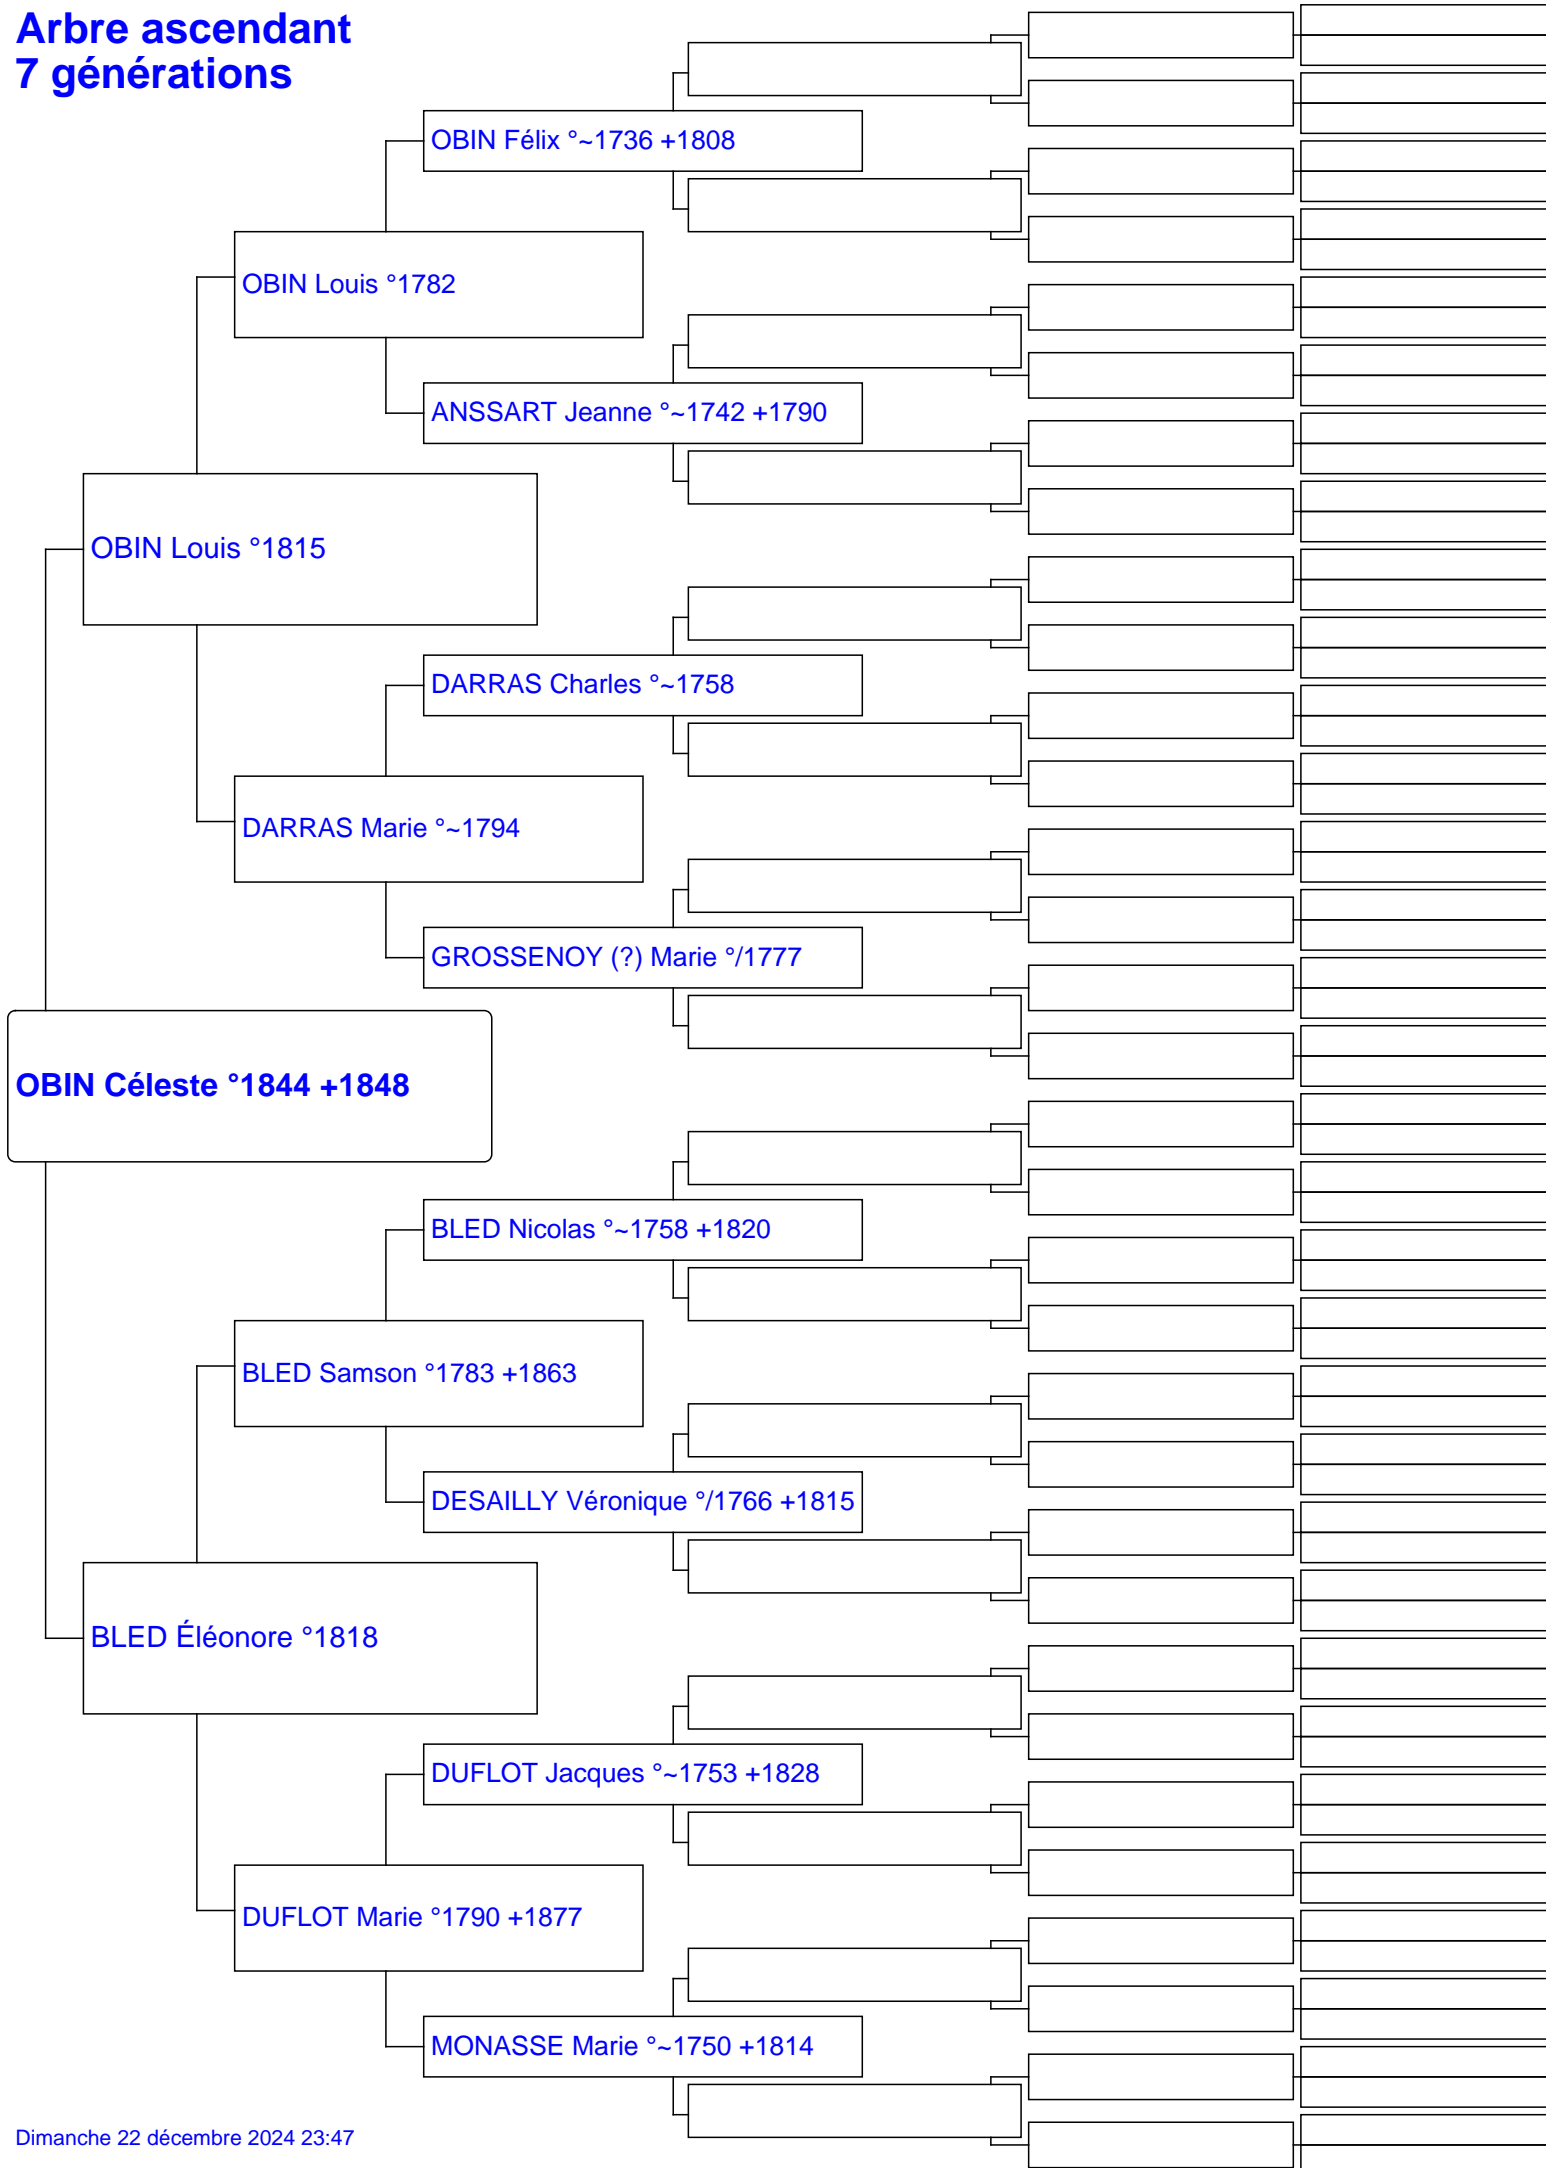 Arbre ascendant
7 générations
OBIN Félix °~1736 +1808
OBIN Louis °1782
ANSSART Jeanne °~1742 +1790
OBIN Louis °1815
DARRAS Charles °~1758
DARRAS Marie °~1794
GROSSENOY (?) Marie °/1777
OBIN Céleste °1844 +1848
BLED Nicolas °~1758 +1820
BLED Samson °1783 +1863
DESAILLY Véronique °/1766 +1815
BLED Éléonore °1818
DUFLOT Jacques °~1753 +1828
DUFLOT Marie °1790 +1877
MONASSE Marie °~1750 +1814
Dimanche 22 décembre 2024 23:47